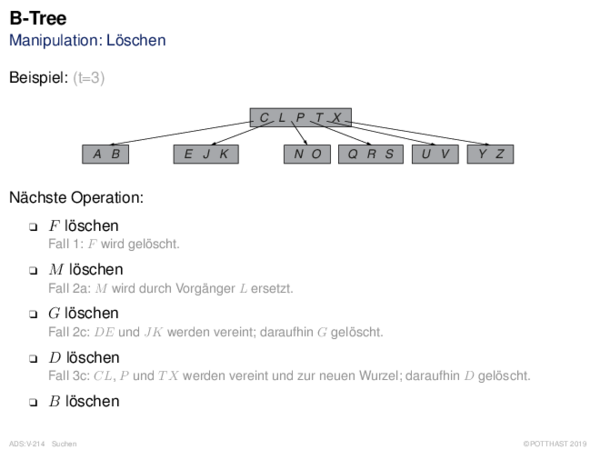 B-Tree
Manipulation: Löschen
Beispiel: (t=3)
C L P T X
A B E J K N O Q R S U V Y Z
Nächste Operation:
❑ F löschen
Fall 1: F wird gelöscht.
❑ M löschen
Fall 2a: M wird durch Vorgänger L ersetzt.
❑ G löschen
Fall 2c: DE und JK werden vereint; daraufhin G gelöscht.
❑ D löschen
Fall 3c: CL, P und TX werden vereint und zur neuen Wurzel; daraufhin D gelöscht.
❑ B löschen
ADS:V-214 Suchen ©POTTHAST 2019